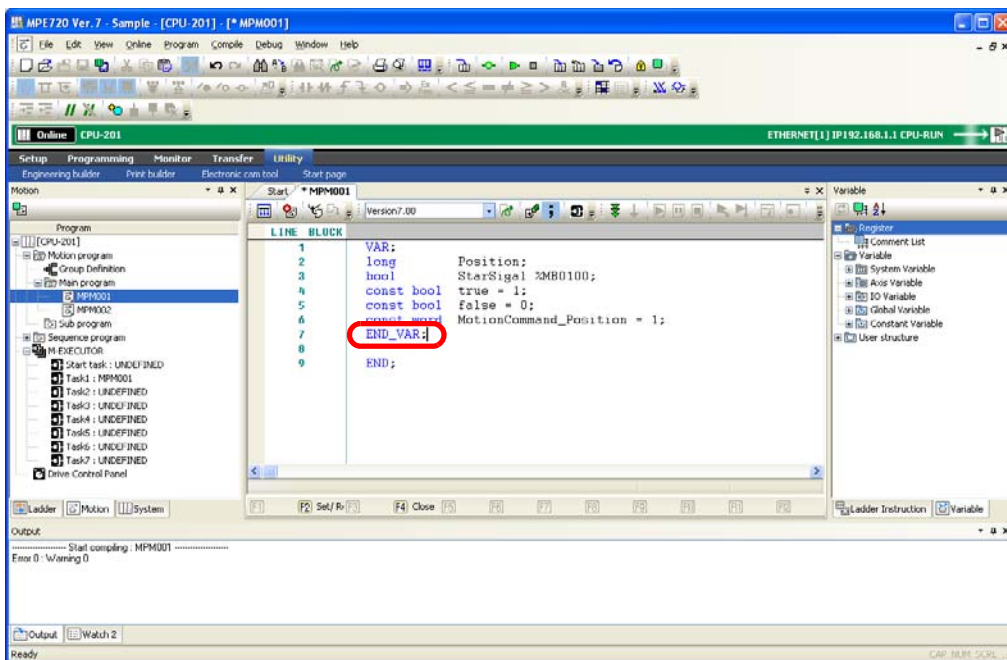 MPE720 Ver. 7 - Sample - [CPU-201] - [* MPM001]
File Edit View Online Program Compile Debug Window Help
Online CPU-201 ETHERNET[1] IP192.168.1.1 CPU-RUN
Setup Programming Monitor Transfer Utility
Engineering builder Print builder Electronic cam tool Start page
Motion
Start * MPM001
Variable
Version7.00
Program
[CPU-201]
Motion program
Group Definition
Main program
MPM001
MPM002
Sub program
Sequence program
M-EXECUTOR
Start task : UNDEFINED
Task1 : MPM001
Task2 : UNDEFINED
Task3 : UNDEFINED
Task4 : UNDEFINED
Task5 : UNDEFINED
Task6 : UNDEFINED
Task7 : UNDEFINED
Drive Control Panel
LINE BLOCK
1 VAR;
2 long Position;
3 bool StarSigal %MB0100;
4 const bool true = 1;
5 const bool false = 0;
6 const word MotionCommand_Position = 1;
7 END_VAR;
8
9 END;
Register
Comment List
Variable
System Variable
Axis Variable
IO Variable
Global Variable
Constant Variable
User structure
Ladder Motion System
F2 Set/ F4 Close
Ladder Instruction Variable
Output
-------------------- Start compiling : MPM001 --------------------
Error 0 : Warning 0
Output Watch 2
Ready
CAP NUM SCRL